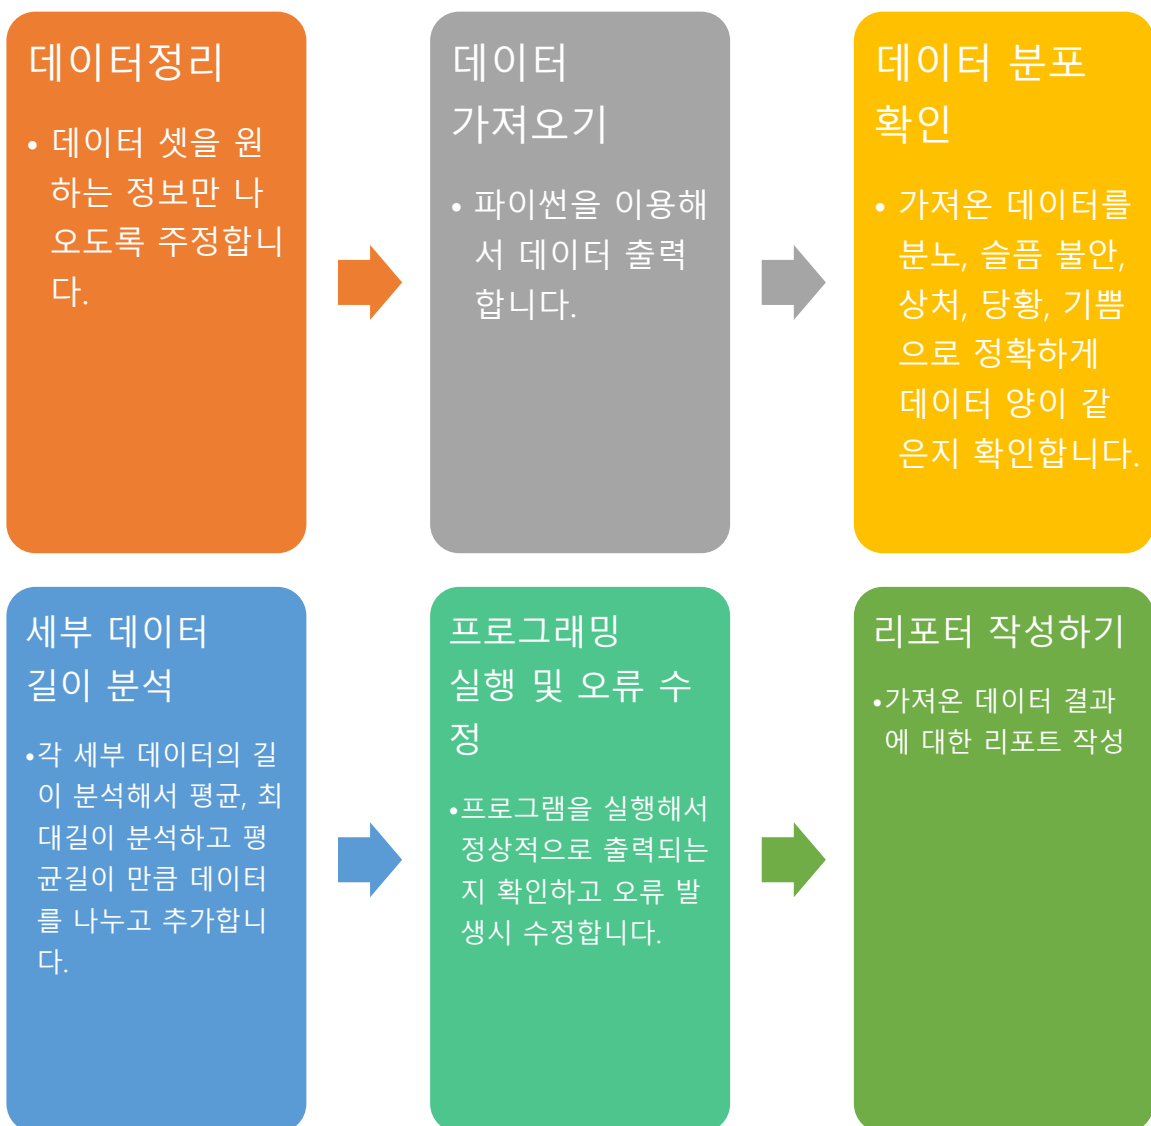 데이터정리
• 데이터 셋을 원
하는 정보만 나
오도록 주정합니
다.
데이터
가져오기
• 파이썬을 이용해
서 데이터 출력
합니다.
데이터 분포
확인
• 가져온 데이터를
분노, 슬픔 불안,
상처, 당황, 기쁨
으로 정확하게
데이터 양이 같
은지 확인합니다.
세부 데이터
길이 분석
•각 세부 데이터의 길
이 분석해서 평균, 최
대길이 분석하고 평
균길이 만큼 데이터
를 나누고 추가합니
다.
프로그래밍
실행 및 오류 수
정
•프로그램을 실행해서
정상적으로 출력되는
지 확인하고 오류 발
생시 수정합니다.
리포터 작성하기
•가져온 데이터 결과
에 대한 리포트 작성